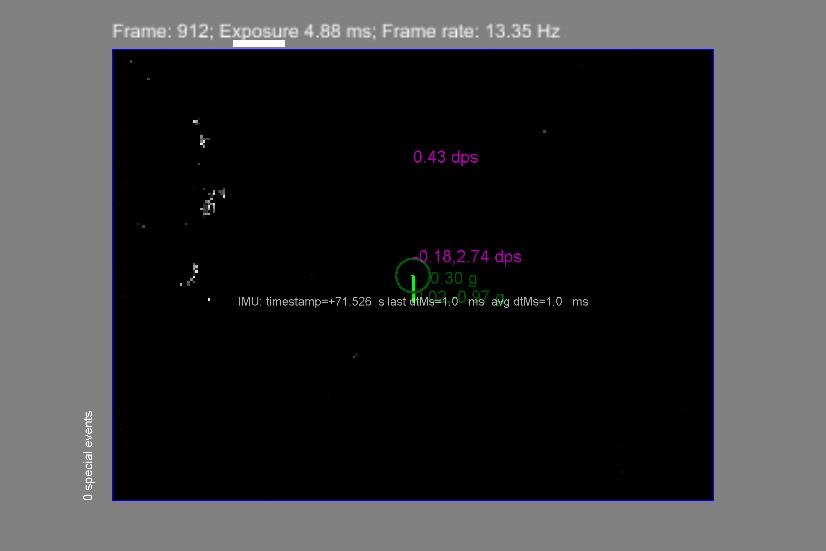 Frame: 912; Exposure 4.88 ms; Frame rate: 13.35 Hz
0.43 dps
-0.18,2.74 dps
0.30 g
IMU: timestamp=+71.526 s last dtMs=1.0 ms avg dtMs=1.0 ms
0 special events